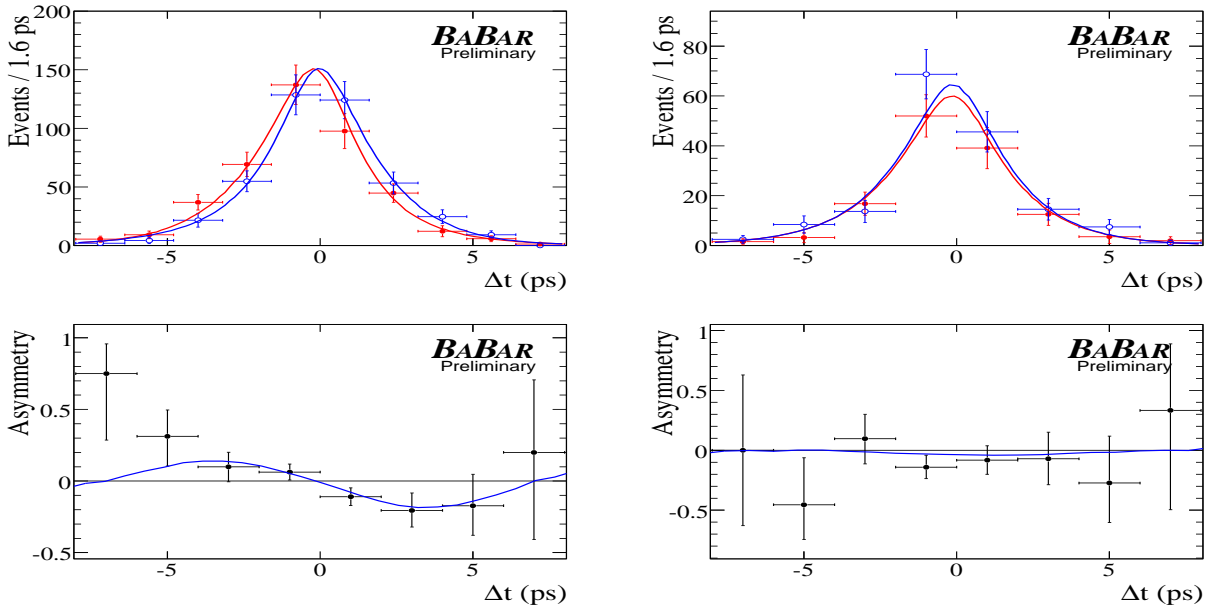 Events / 1.6 ps
200
150
100
50
0
BABAR
Preliminary
-5
0
5
Δt (ps)
Events / 1.6 ps
80
60
40
20
0
BABAR
Preliminary
-5
0
5
Δt (ps)
Asymmetry
1
0.5
0
-0.5
BABAR
Preliminary
-5
0
5
Δt (ps)
Asymmetry
1
0.5
0
-0.5
BABAR
Preliminary
-5
0
5
Δt (ps)